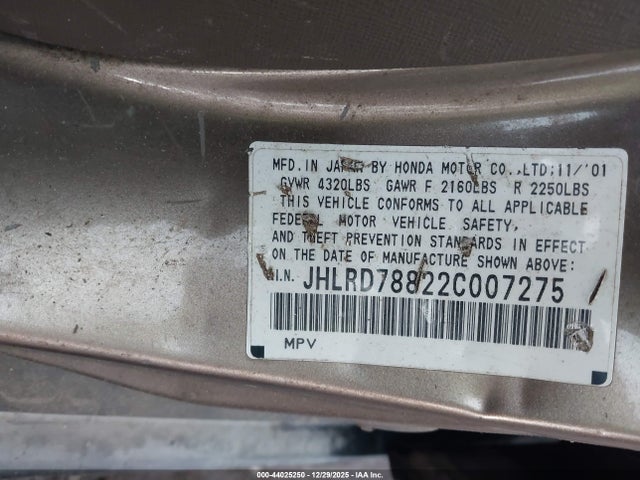 MFD. IN JAPAN BY HONDA MOTOR CO.,LTD:11/'01
GVWR 4320LBS GAWR F 2160LBS R 2250LBS
THIS VEHICLE CONFORMS TO ALL APPLICABLE
FEDERAL MOTOR VEHICLE SAFETY,
AND THEFT PREVENTION STANDARDS IN EFFECT
ON THE DATE OF MANUFACTURE SHOWN ABOVE:
V.I.N. JHLRD78822C007275
MPV
000-44025250 - 12/29/2025 - IAA Inc.